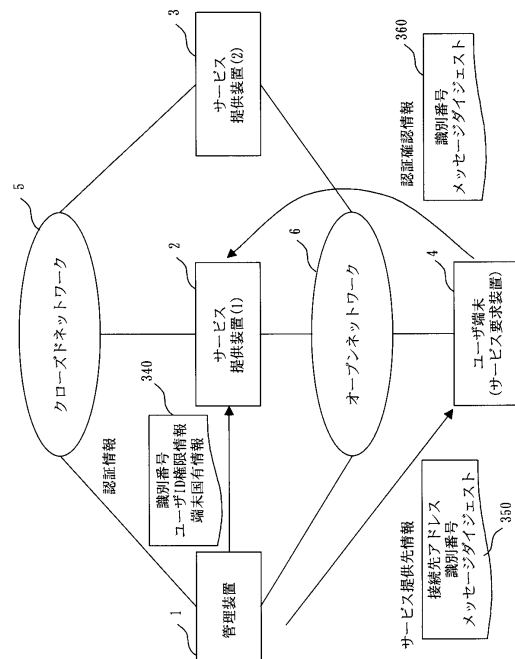 5
クローズドネットワーク
3
サービス
提供装置(2)
認証情報
340
識別番号
ユーザID権限情報
端末国有情報
2
サービス
提供装置(1)
1
管理装置
6
オープンネットワーク
認証確認情報
360
識別番号
メッセージダイジェスト
サービス提供先情報
接続先アドレス
識別番号
メッセージダイジェスト
350
4
ユーザ端末
(サービス要求装置)